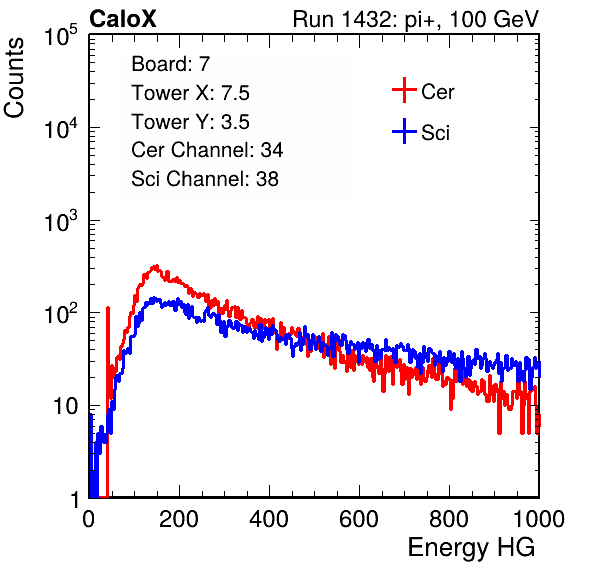 CaloX Run 1432: pi+, 100 GeV
Board: 7
Tower X: 7.5
Tower Y: 3.5
Cer Channel: 34
Sci Channel: 38
Cer
Sci
Counts
10^5
10^4
10^3
10^2
10
1
0 200 400 600 800 1000
Energy HG